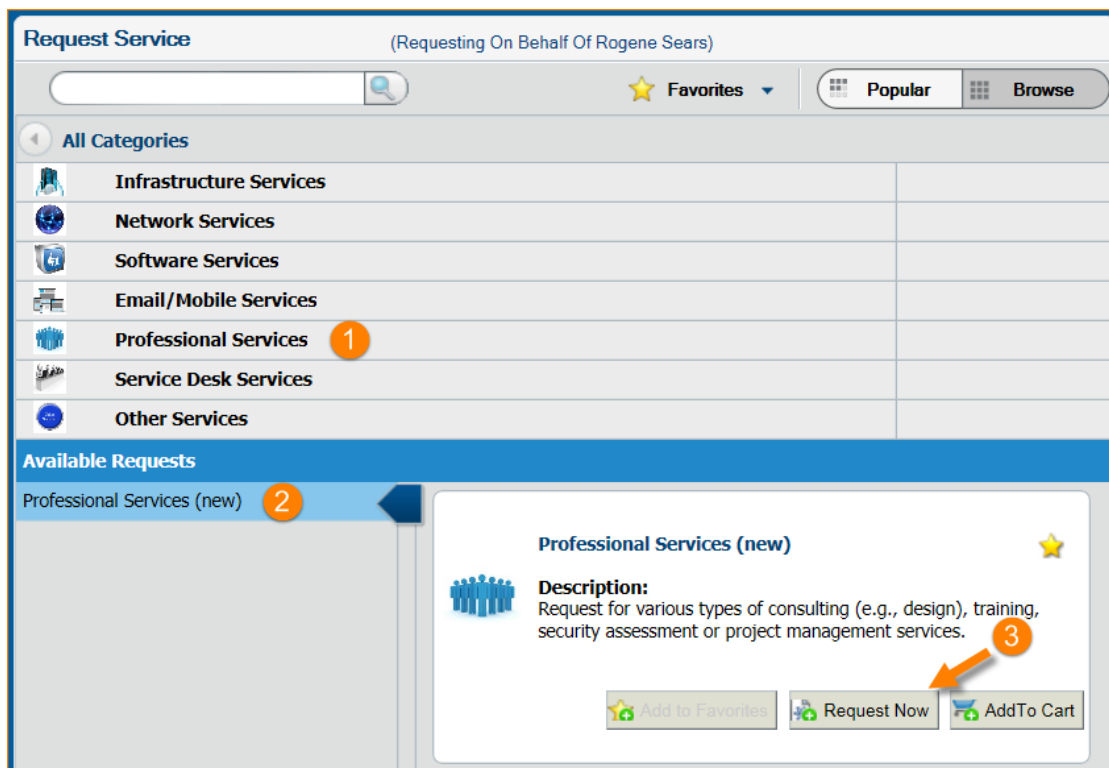 Request Service
(Requesting On Behalf Of Rogene Sears)
Favorites
Popular
Browse
All Categories
Infrastructure Services
Network Services
Software Services
Email/Mobile Services
Professional Services 1
Service Desk Services
Other Services
Available Requests
Professional Services (new) 2
Professional Services (new)
Description:
Request for various types of consulting (e.g., design), training,
security assessment or project management services.
3
Add to Favorites
Request Now
AddTo Cart